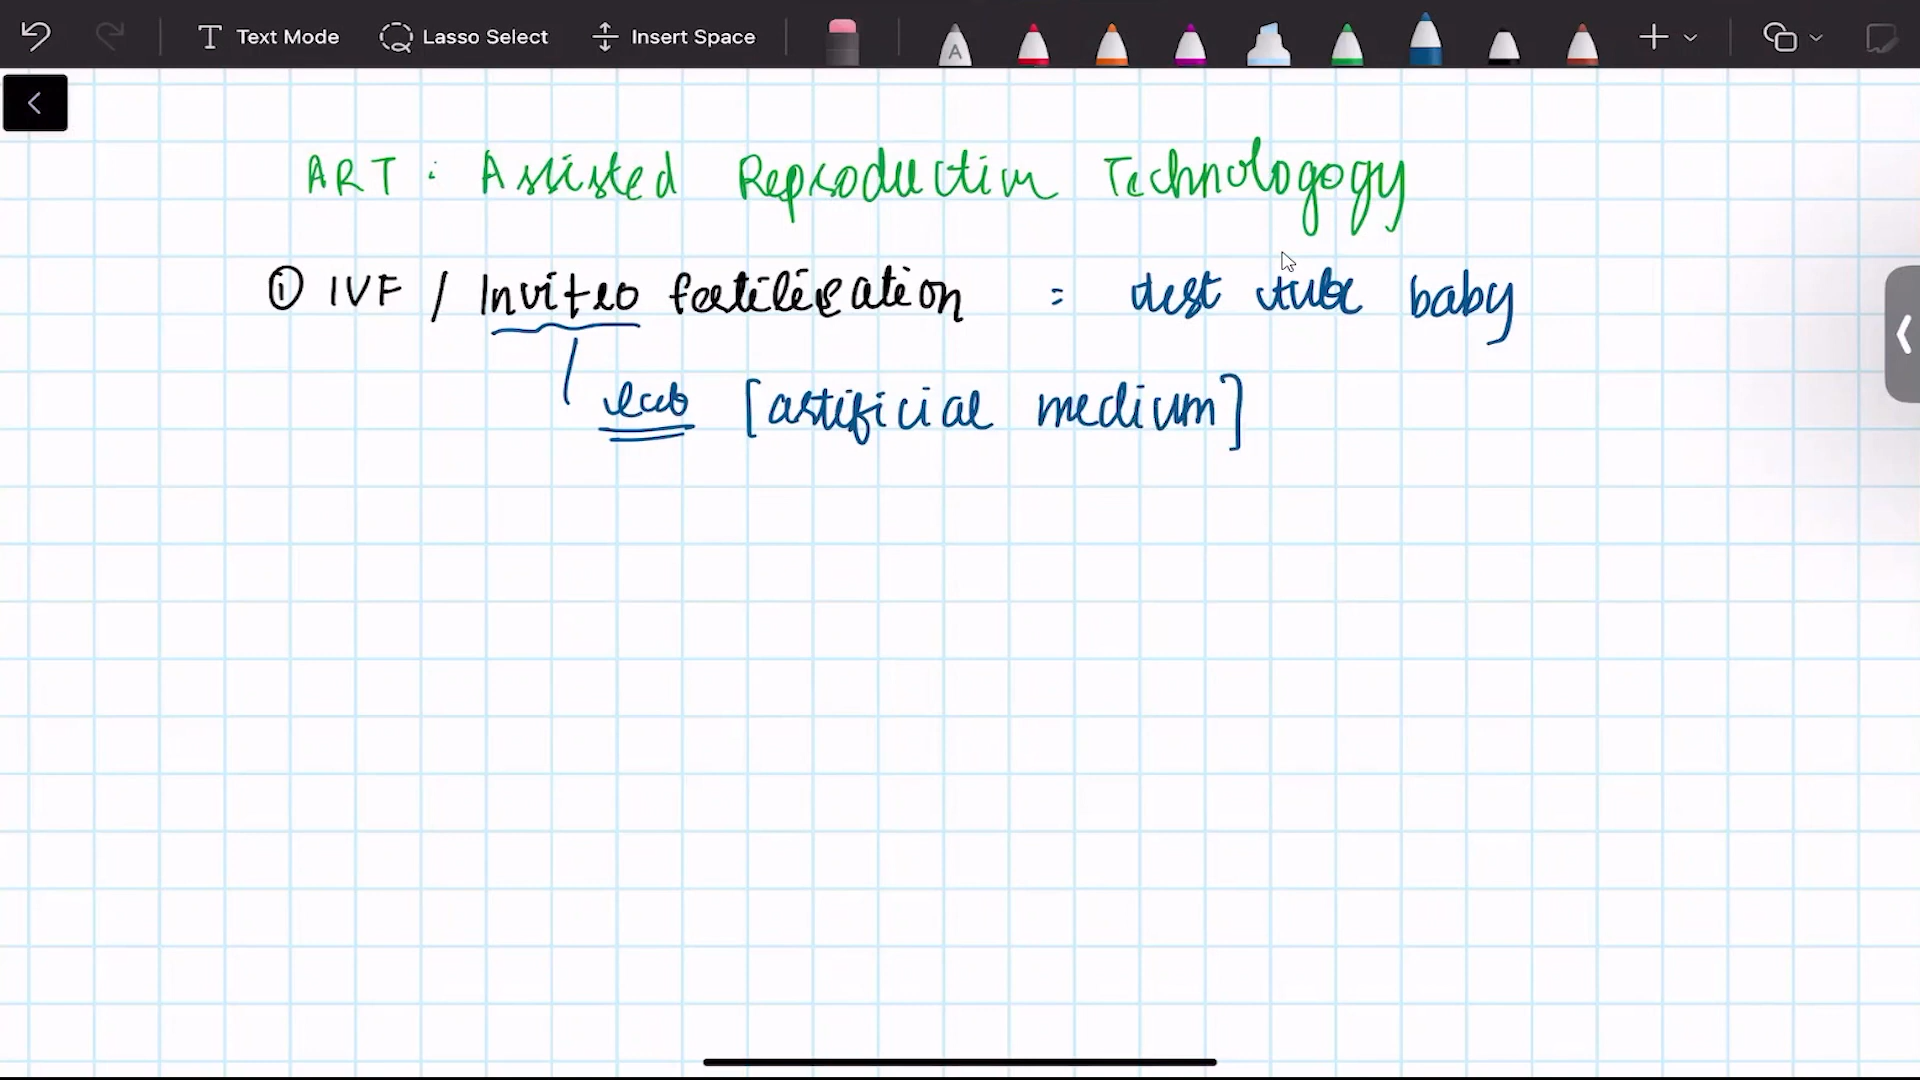 Text Mode Lasso Select Insert Space A
ART : Assisted Reproductive Technologogy
① IVF / Invitro fertilisation = test tube baby
lab [artificial medium]